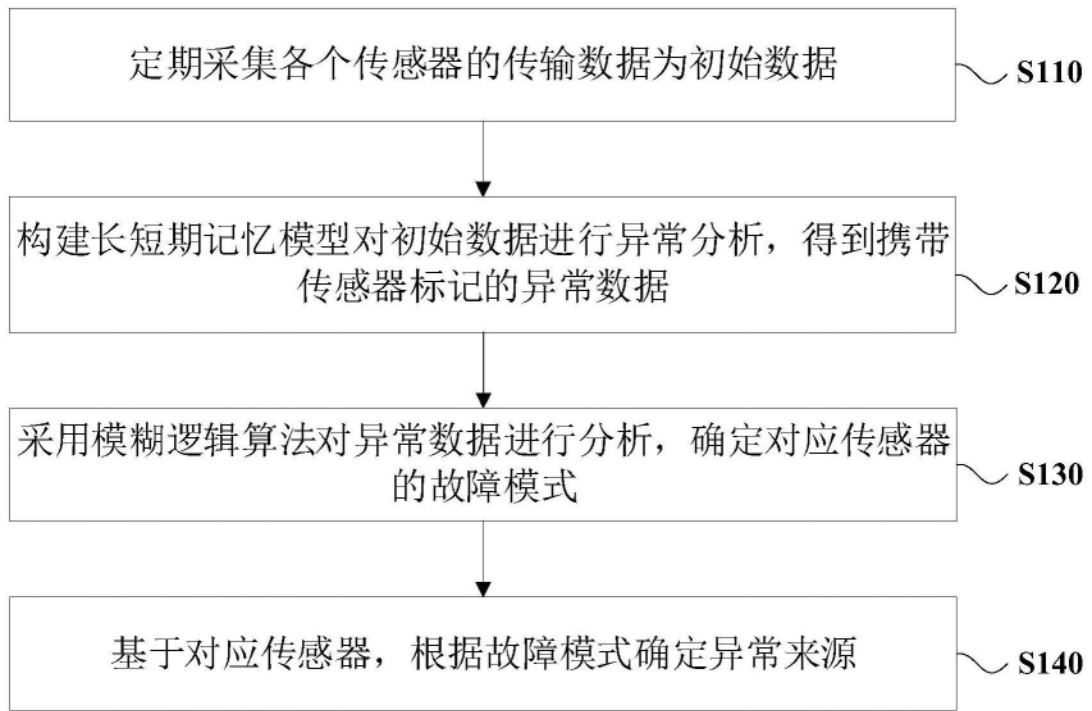 定期采集各个传感器的传输数据为初始数据
S110
构建长短期记忆模型对初始数据进行异常分析，得到携带
传感器标记的异常数据
S120
采用模糊逻辑算法对异常数据进行分析，确定对应传感器
的故障模式
S130
基于对应传感器，根据故障模式确定异常来源
S140